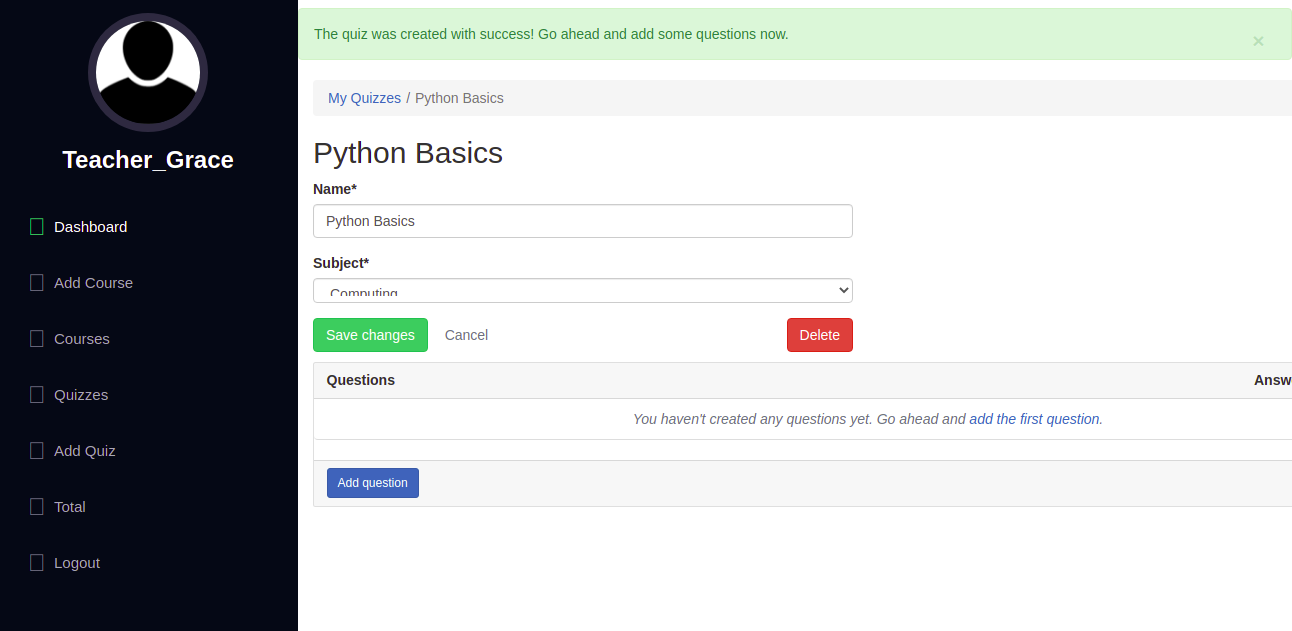 Teacher_Grace
Dashboard
Add Course
Courses
Quizzes
Add Quiz
Total
Logout
The quiz was created with success! Go ahead and add some questions now.
×
My Quizzes / Python Basics
Python Basics
Name*
Python Basics
Subject*
Computing
Save changes Cancel Delete
Questions Answ
You haven't created any questions yet. Go ahead and add the first question.
Add question